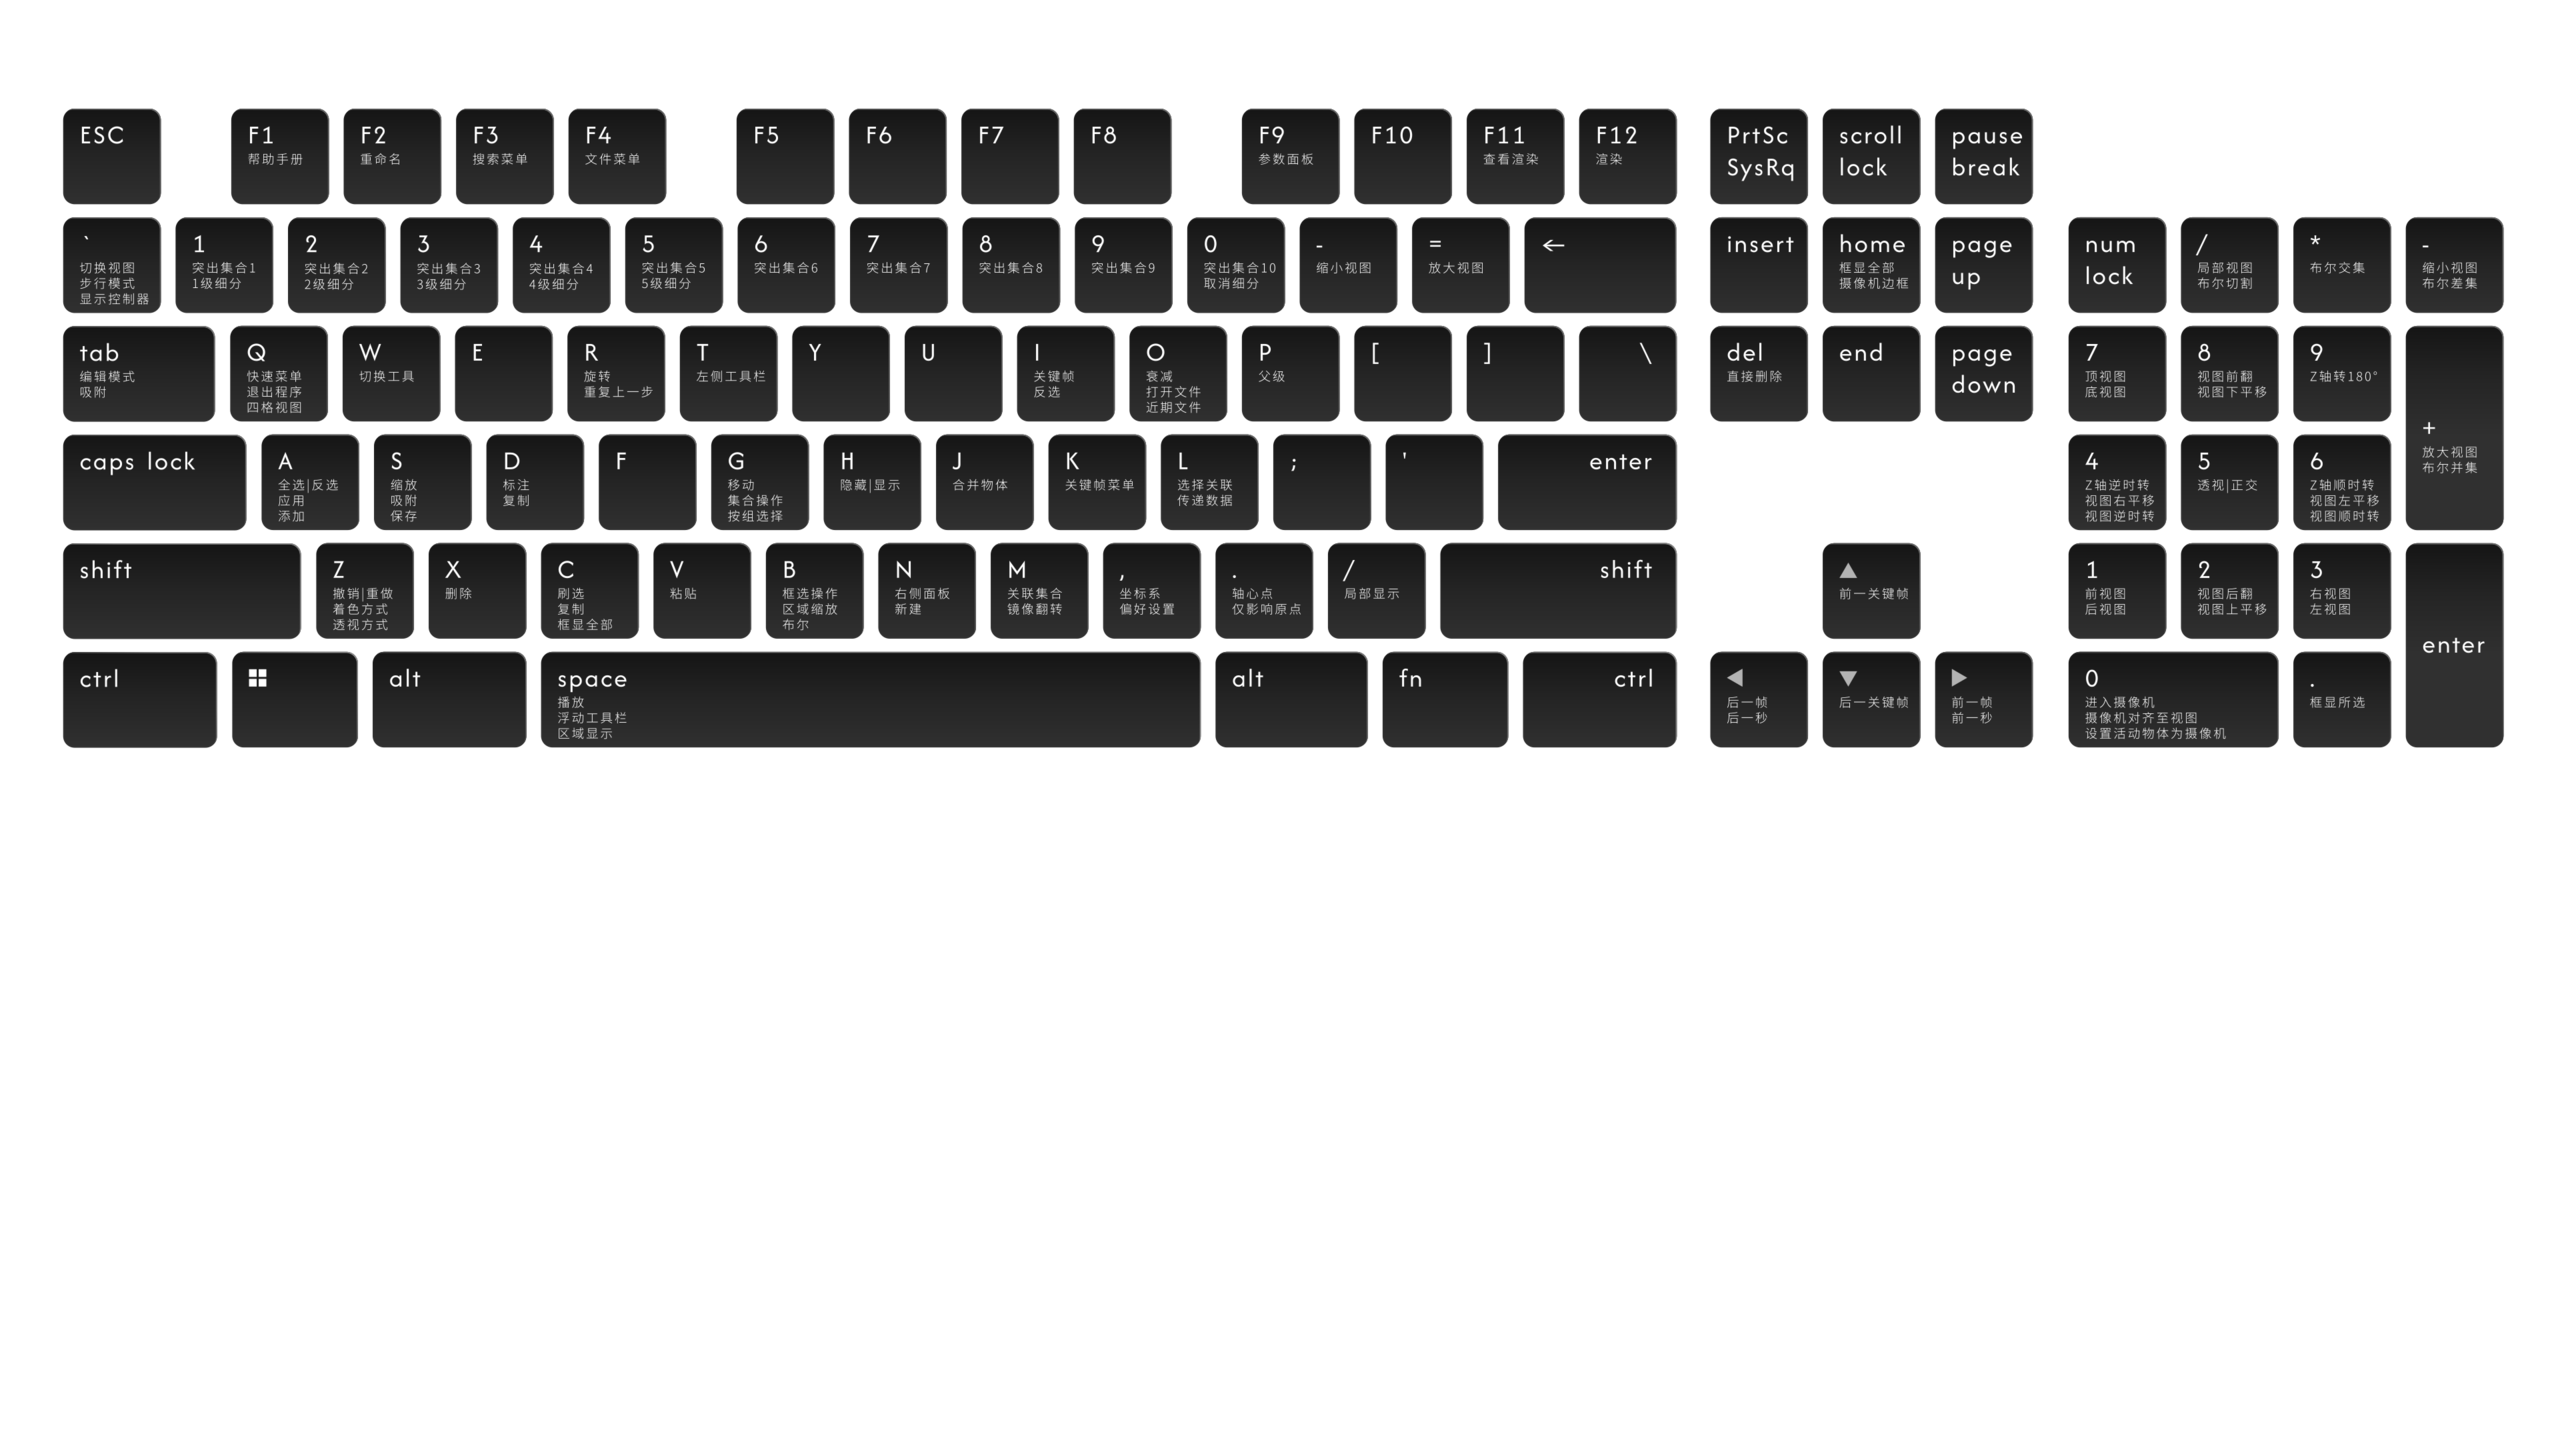 ESC
F1
帮助手册
F2
重命名
F3
搜索菜单
F4
文件菜单
F5
F6
F7
F8
F9
参数面板
F10
F11
查看渲染
F12
渲染
PrtSc
SysRq
scroll
lock
pause
break
`
切换视图
步行模式
显示控制器
1
突出集合1
1级细分
2
突出集合2
2级细分
3
突出集合3
3级细分
4
突出集合4
4级细分
5
突出集合5
5级细分
6
突出集合6
7
突出集合7
8
突出集合8
9
突出集合9
0
突出集合10
取消细分
-
缩小视图
=
放大视图
←
insert
home
框显全部
摄像机边框
page
up
num
lock
/
局部视图
布尔切割
*
布尔交集
-
缩小视图
布尔差集
tab
编辑模式
吸附
Q
快速菜单
退出程序
四格视图
W
切换工具
E
R
旋转
重复上一步
T
左侧工具栏
Y
U
I
关键帧
反选
O
衰减
打开文件
近期文件
P
父级
[
]
\
del
直接删除
end
page
down
7
顶视图
底视图
8
视图前翻
视图下平移
9
Z轴转180°
+
放大视图
布尔并集
caps lock
A
全选|反选
应用
添加
S
缩放
吸附
保存
D
标注
复制
F
G
移动
集合操作
按组选择
H
隐藏|显示
J
合并物体
K
关键帧菜单
L
选择关联
传递数据
;
'
enter
4
Z轴逆时转
视图右平移
视图逆时转
5
透视|正交
6
Z轴顺时转
视图左平移
视图顺时转
shift
Z
撤销|重做
着色方式
透视方式
X
删除
C
刷选
复制
框显全部
V
粘贴
B
框选操作
区域缩放
布尔
N
右侧面板
新建
M
关联集合
镜像翻转
,
坐标系
偏好设置
.
轴心点
仅影响原点
/
局部显示
shift
▲
前一关键帧
1
前视图
后视图
2
视图后翻
视图上平移
3
右视图
左视图
enter
ctrl
alt
space
播放
浮动工具栏
区域显示
alt
fn
ctrl
◀
后一帧
后一秒
▼
后一关键帧
▶
前一帧
前一秒
0
进入摄像机
摄像机对齐至视图
设置活动物体为摄像机
.
框显所选